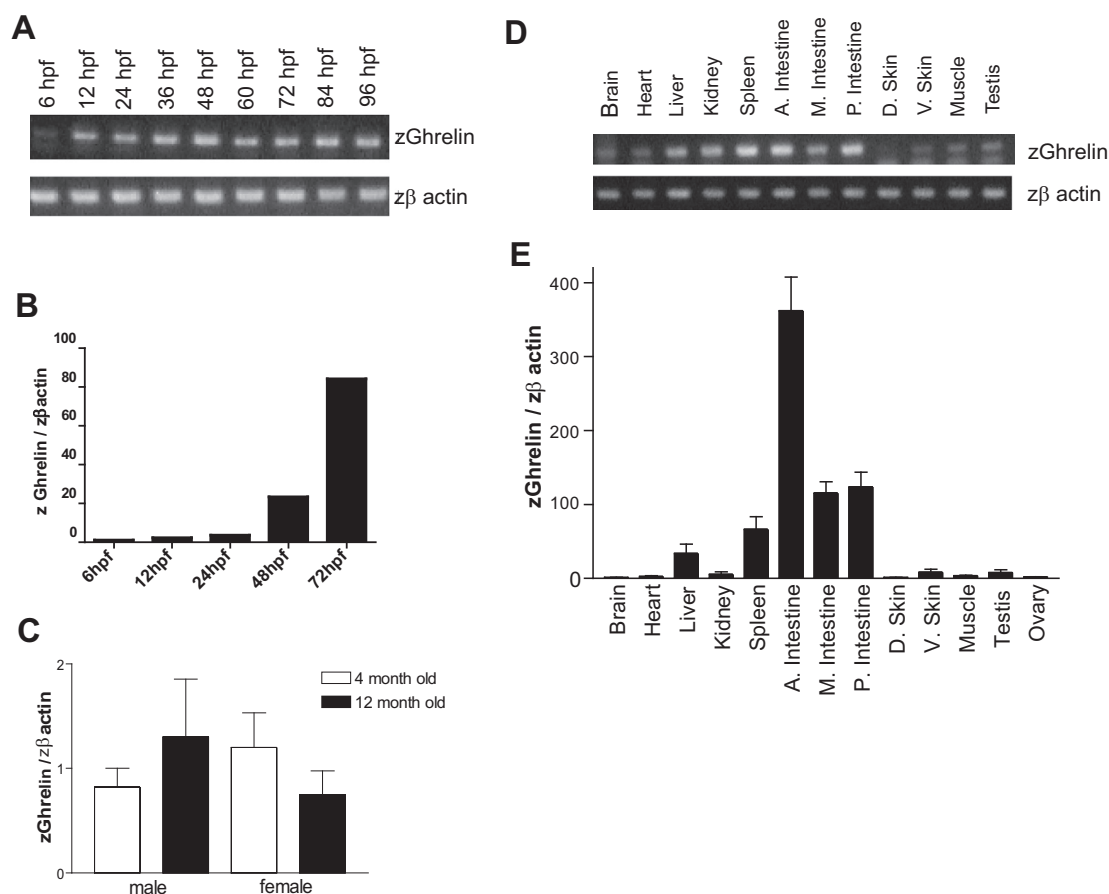 A
6 hpf
12 hpf
24 hpf
36 hpf
48 hpf
60 hpf
72 hpf
84 hpf
96 hpf
zGhrelin
zβ actin
B
z Ghrelin / zβactin
100
80
60
40
20
0
6hpf
12hpf
24hpf
48hpf
72hpf
C
zGhrelin / zβ actin
2
1
0
4 month old
12 month old
male
female
D
Brain
Heart
Liver
Kidney
Spleen
A. Intestine
M. Intestine
P. Intestine
D. Skin
V. Skin
Muscle
Testis
zGhrelin
zβ actin
E
zGhrelin / zβ actin
400
300
200
100
0
Brain
Heart
Liver
Kidney
Spleen
A. Intestine
M. Intestine
P. Intestine
D. Skin
V. Skin
Muscle
Testis
Ovary